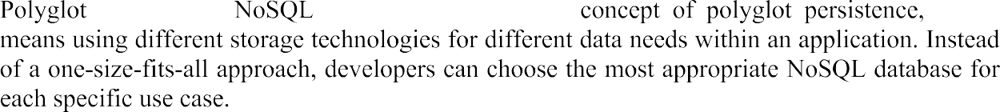 Polyglot NoSQL concept of polyglot persistence,
means using different storage technologies for different data needs within an application. Instead
of a one-size-fits-all approach, developers can choose the most appropriate NoSQL database for
each specific use case.